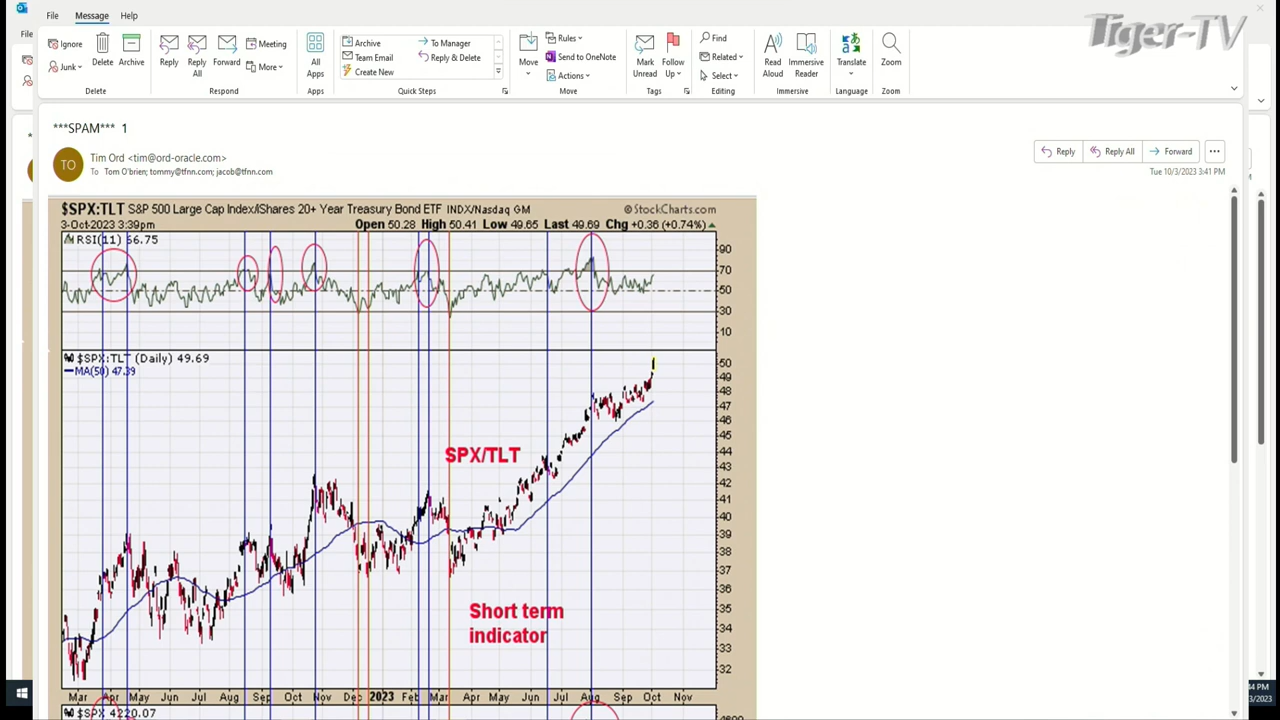 Tiger-TV
File Message Help
File
Ignore Delete Archive Reply Reply All Forward Meeting All Apps Archive To Manager Move Rules Mark Unread Follow Up Find Read Aloud Immersive Reader Translate Zoom
Junk More Team Email Reply & Delete Send to OneNote Related
Create New Actions Select
Delete Respond Apps Quick Steps Move Tags Editing Immersive Language Zoom
***SPAM*** 1
TO
Tim Ord <tim@ord-oracle.com>
To Tom O'brien; tommy@tfnn.com; jacob@tfnn.com
Reply Reply All Forward
Tue 10/3/2023 3:41 PM
$SPX:TLT S&P 500 Large Cap Index/iShares 20+ Year Treasury Bond ETF INDX/Nasdaq GM ©StockCharts.com
3-Oct-2023 3:39pm Open 50.28 High 50.41 Low 49.65 Last 49.69 Chg +0.36 (+0.74%)
RSI(11) 66.75
90
70
50
30
10
$SPX:TLT (Daily) 49.69
MA(50) 47.39
50
49
48
47
46
45
44
43
42
41
40
39
38
37
36
35
34
33
32
SPX/TLT
Short term
indicator
Mar Apr May Jun Jul Aug Sep Oct Nov Dec 2023 Feb Mar Apr May Jun Jul Aug Sep Oct Nov
$SPX 4220.07